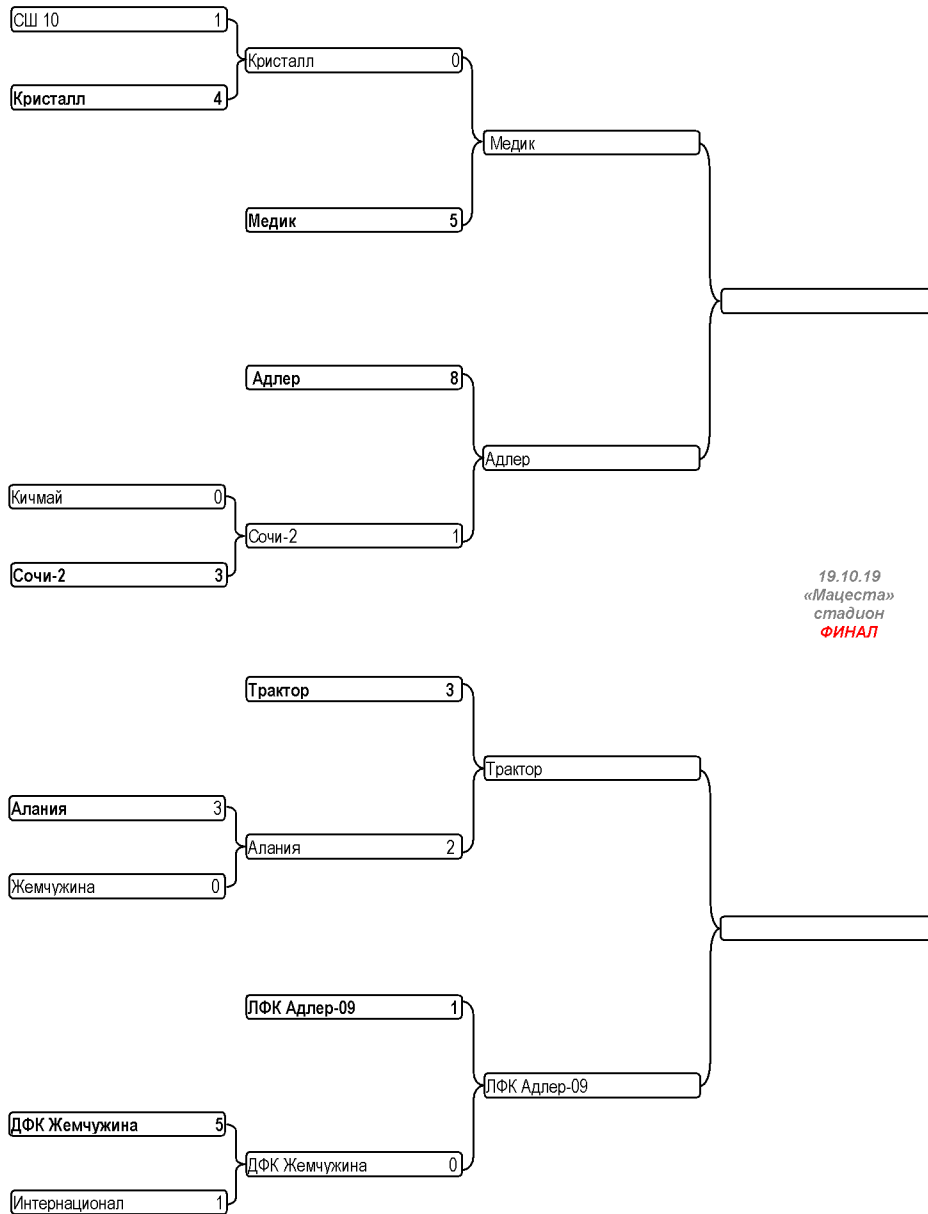 СШ 10 1
Кристалл 0
Кристалл 4
Медик
Медик 5
Адлер 8
Адлер
Кичмай 0
Сочи-2 1
Сочи-2 3
19.10.19
«Мацеста»
стадион
ФИНАЛ
Трактор 3
Трактор
Алания 3
Алания 2
Жемчужина 0
ЛФК Адлер-09 1
ЛФК Адлер-09
ДФК Жемчужина 5
ДФК Жемчужина 0
Интернационал 1